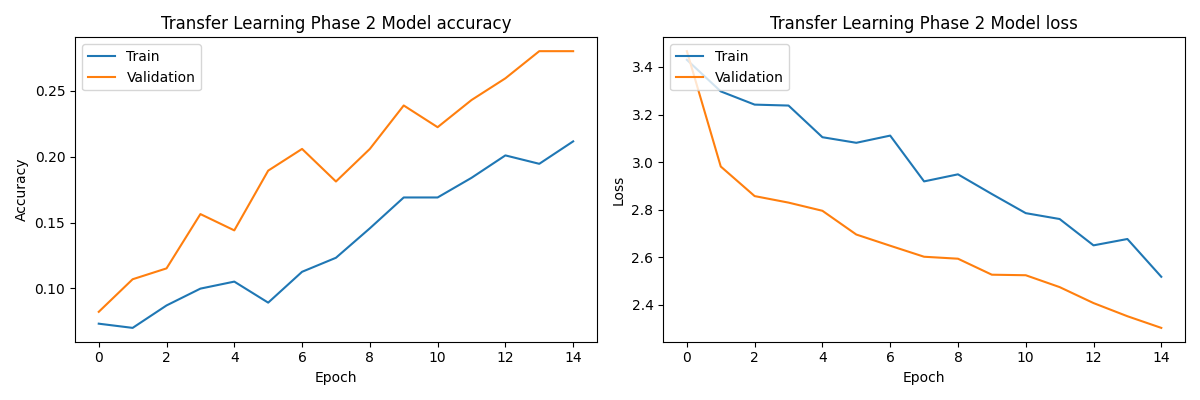 Transfer Learning Phase 2 Model accuracy
Train
Validation
0.25
0.20
0.15
0.10
Accuracy
0 2 4 6 8 10 12 14
Epoch
Transfer Learning Phase 2 Model loss
Train
Validation
3.4
3.2
3.0
2.8
2.6
2.4
Loss
0 2 4 6 8 10 12 14
Epoch